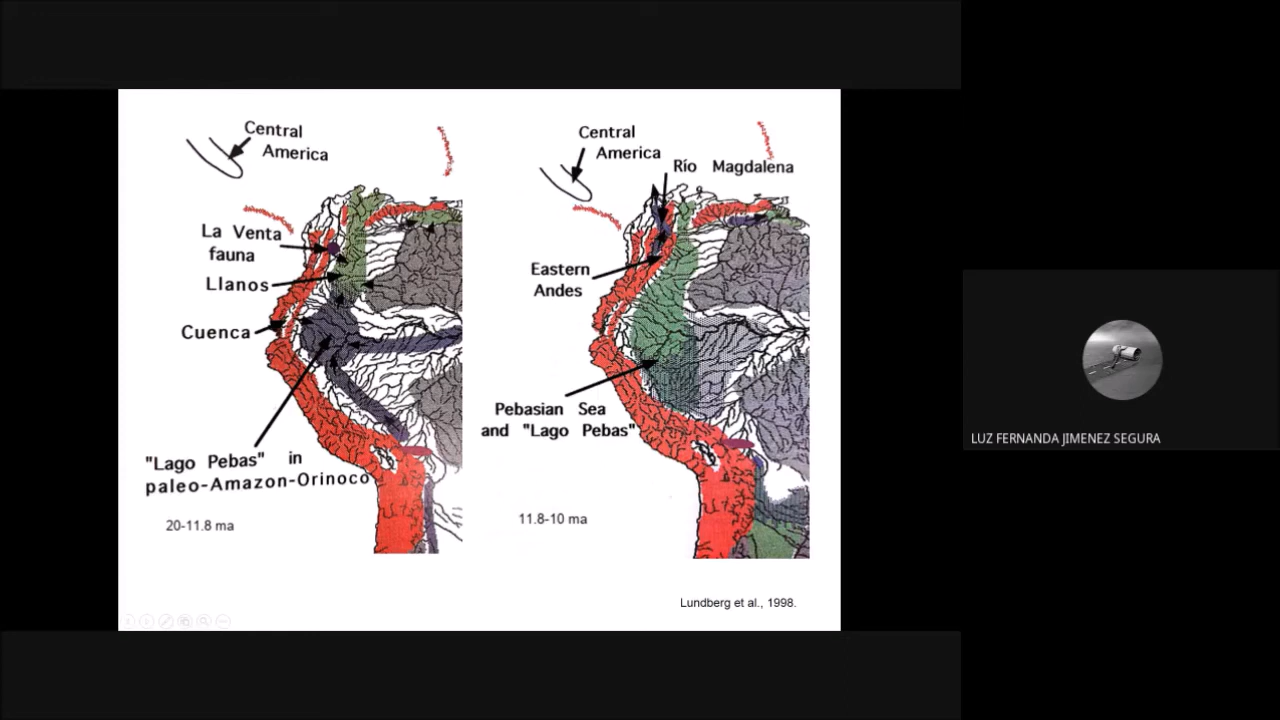 Central
America
La Venta
fauna
Llanos
Cuenca
"Lago Pebas" in
paleo-Amazon-Orinoco
20-11.8 ma
Central
America
Río Magdalena
Eastern
Andes
Pebasian Sea
and "Lago Pebas"
11.8-10 ma
Lundberg et al., 1998.
LUZ FERNANDA JIMENEZ SEGURA